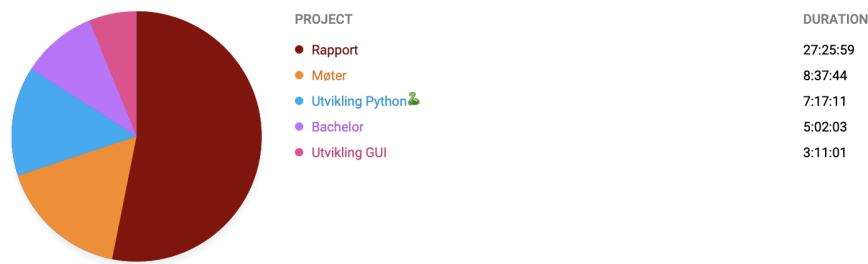 PROJECT DURATION
Rapport 27:25:59
Møter 8:37:44
Utvikling Python🐍 7:17:11
Bachelor 5:02:03
Utvikling GUI 3:11:01